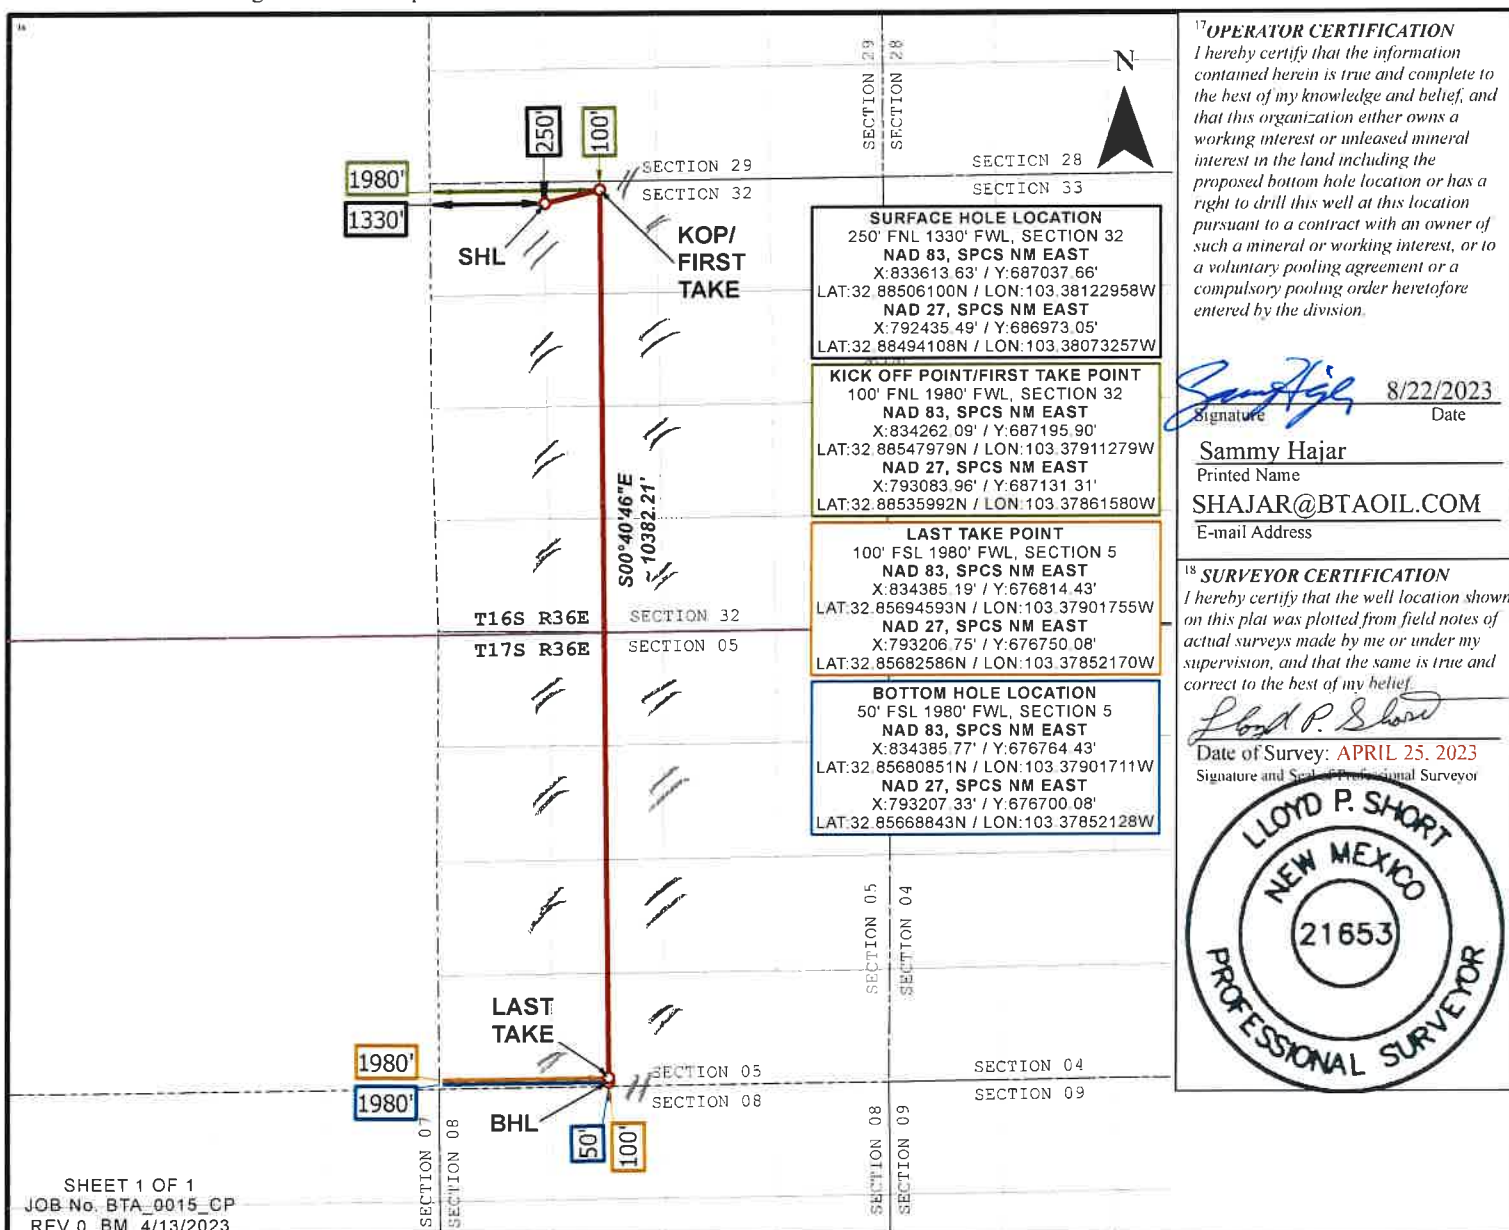 16
SECTION 29
SECTION 28
N
250'
100'
1980'
1330'
SECTION 29
SECTION 32
SECTION 28
SECTION 33
SHL
KOP/
FIRST
TAKE
SURFACE HOLE LOCATION
250' FNL 1330' FWL, SECTION 32
NAD 83, SPCS NM EAST
X:833613.63' / Y:687037.66'
LAT:32.88506100N / LON:103.38122958W
NAD 27, SPCS NM EAST
X:792435.49' / Y:686973.05'
LAT:32.88494108N / LON:103.38073257W
KICK OFF POINT/FIRST TAKE POINT
100' FNL 1980' FWL, SECTION 32
NAD 83, SPCS NM EAST
X:834262.09' / Y:687195.90'
LAT:32.88547979N / LON:103.37911279W
NAD 27, SPCS NM EAST
X:793083.96' / Y:687131.31'
LAT:32.88535992N / LON:103.37861580W
S00°40'46"E
~ 10382.21'
LAST TAKE POINT
100' FSL 1980' FWL, SECTION 5
NAD 83, SPCS NM EAST
X:834385.19' / Y:676814.43'
LAT:32.85694593N / LON:103.37901755W
NAD 27, SPCS NM EAST
X:793206.75' / Y:676750.08'
LAT:32.85682586N / LON:103.37852170W
T16S R36E
SECTION 32
T17S R36E
SECTION 05
BOTTOM HOLE LOCATION
50' FSL 1980' FWL, SECTION 5
NAD 83, SPCS NM EAST
X:834385.77' / Y:676764.43'
LAT:32.85680851N / LON:103.37901711W
NAD 27, SPCS NM EAST
X:793207.33' / Y:676700.08'
LAT:32.85668843N / LON:103.37852128W
SECTION 05
SECTION 04
LAST
TAKE
1980'
1980'
SECTION 05
SECTION 08
SECTION 04
SECTION 09
BHL
50'
100'
SECTION 07
SECTION 08
SECTION 08
SECTION 09
SHEET 1 OF 1
JOB No. BTA_0015_CP
REV 0 BM 4/13/2023
17 OPERATOR CERTIFICATION
I hereby certify that the information
contained herein is true and complete to
the best of my knowledge and belief, and
that this organization either owns a
working interest or unleased mineral
interest in the land including the
proposed bottom hole location or has a
right to drill this well at this location
pursuant to a contract with an owner of
such a mineral or working interest, or to
a voluntary pooling agreement or a
compulsory pooling order heretofore
entered by the division.
8/22/2023
Signature Date
Sammy Hajar
Printed Name
SHAJAR@BTAOIL.COM
E-mail Address
18 SURVEYOR CERTIFICATION
I hereby certify that the well location shown
on this plat was plotted from field notes of
actual surveys made by me or under my
supervision, and that the same is true and
correct to the best of my belief.
Lloyd P. Short
Date of Survey: APRIL 25, 2023
Signature and Seal of Professional Surveyor
LLOYD P. SHORT
NEW MEXICO
21653
PROFESSIONAL SURVEYOR